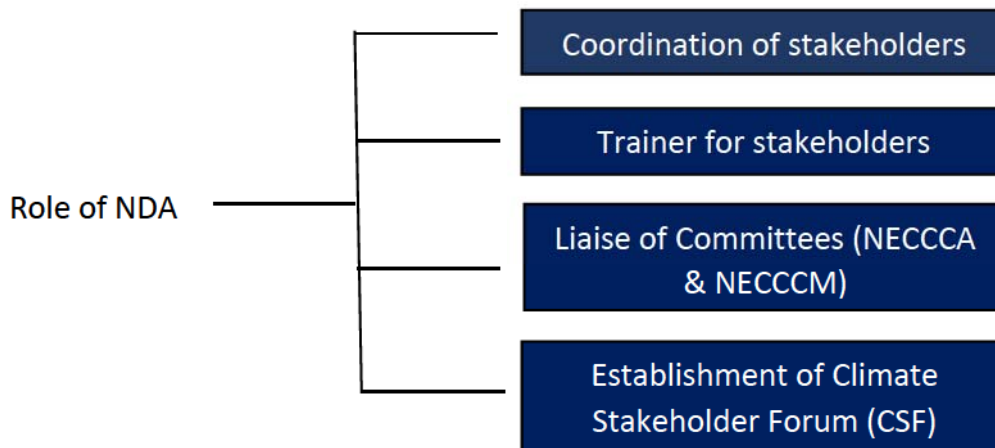 Coordination of stakeholders
Trainer for stakeholders
Role of NDA
Liaise of Committees (NECCCA
& NECCCM)
Establishment of Climate
Stakeholder Forum (CSF)